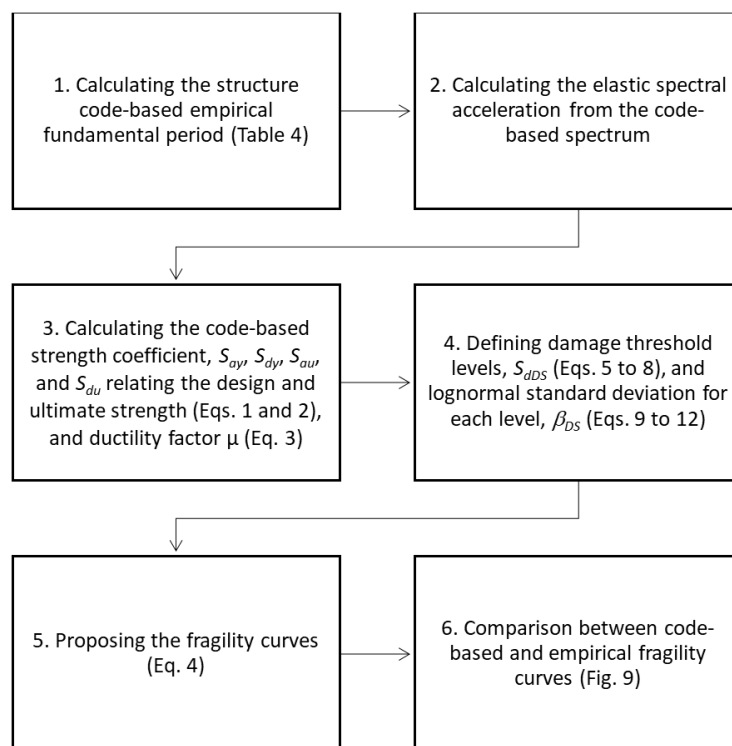 1. Calculating the structure
code-based empirical
fundamental period (Table 4)
2. Calculating the elastic spectral
acceleration from the code-
based spectrum
3. Calculating the code-based
strength coefficient, Say, Sdy, Sau,
and Sdu relating the design and
ultimate strength (Eqs. 1 and 2),
and ductility factor μ (Eq. 3)
4. Defining damage threshold
levels, SdDS (Eqs. 5 to 8), and
lognormal standard deviation for
each level, βDS (Eqs. 9 to 12)
5. Proposing the fragility curves
(Eq. 4)
6. Comparison between code-
based and empirical fragility
curves (Fig. 9)